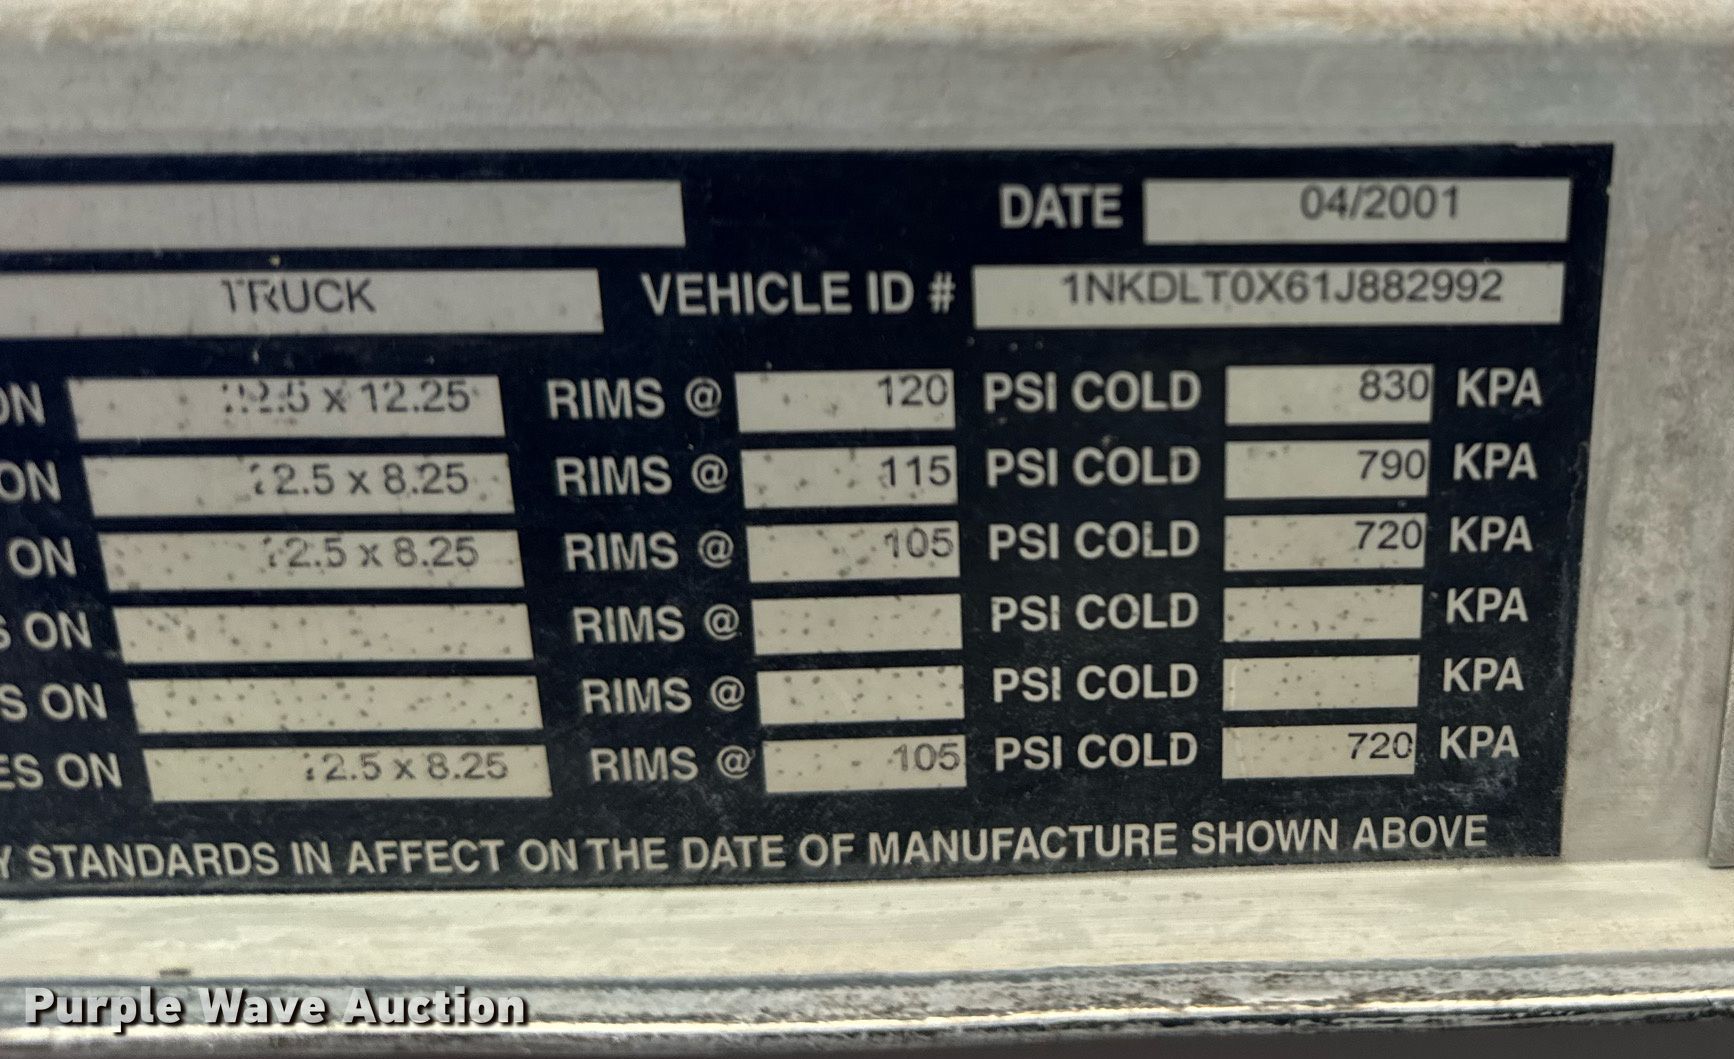 DATE 04/2001
TRUCK VEHICLE ID # 1NKDLT0X61J882992
ON x 12.25 RIMS @ 120 PSI COLD 830 KPA
ON 2.5 x 8.25 RIMS @ 115 PSI COLD 790 KPA
ON 2.5 x 8.25 RIMS @ 105 PSI COLD 720 KPA
S ON RIMS @ PSI COLD KPA
S ON RIMS @ PSI COLD KPA
ES ON 2.5 x 8.25 RIMS @ 105 PSI COLD 720 KPA
Y STANDARDS IN AFFECT ON THE DATE OF MANUFACTURE SHOWN ABOVE
Purple Wave Auction